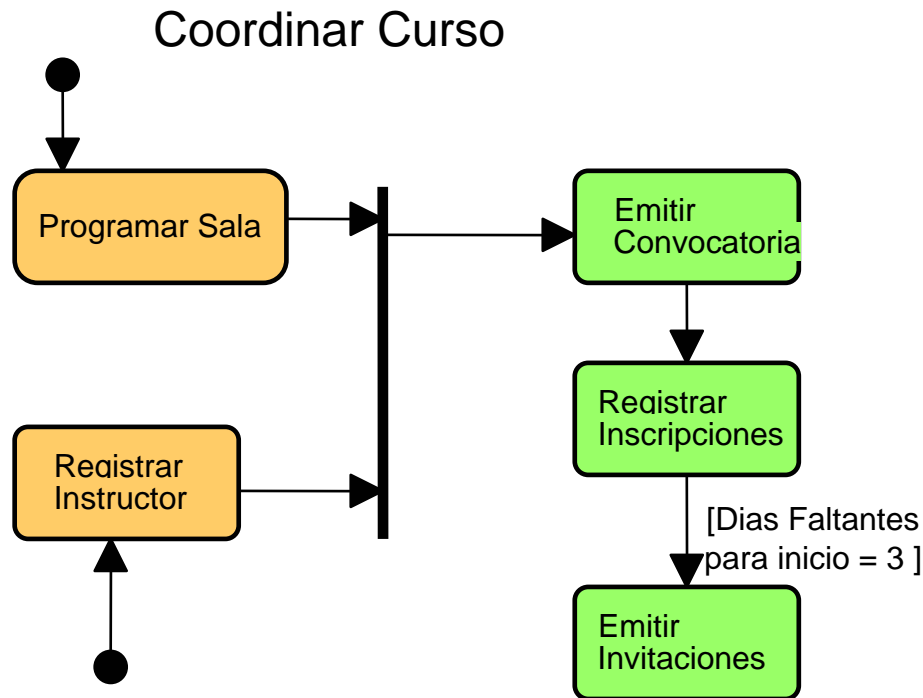 Coordinar Curso
Programar Sala
Emitir
Convocatoria
Registrar
Inscripciones
Registrar
Instructor
[Dias Faltantes
para inicio = 3 ]
Emitir
Invitaciones